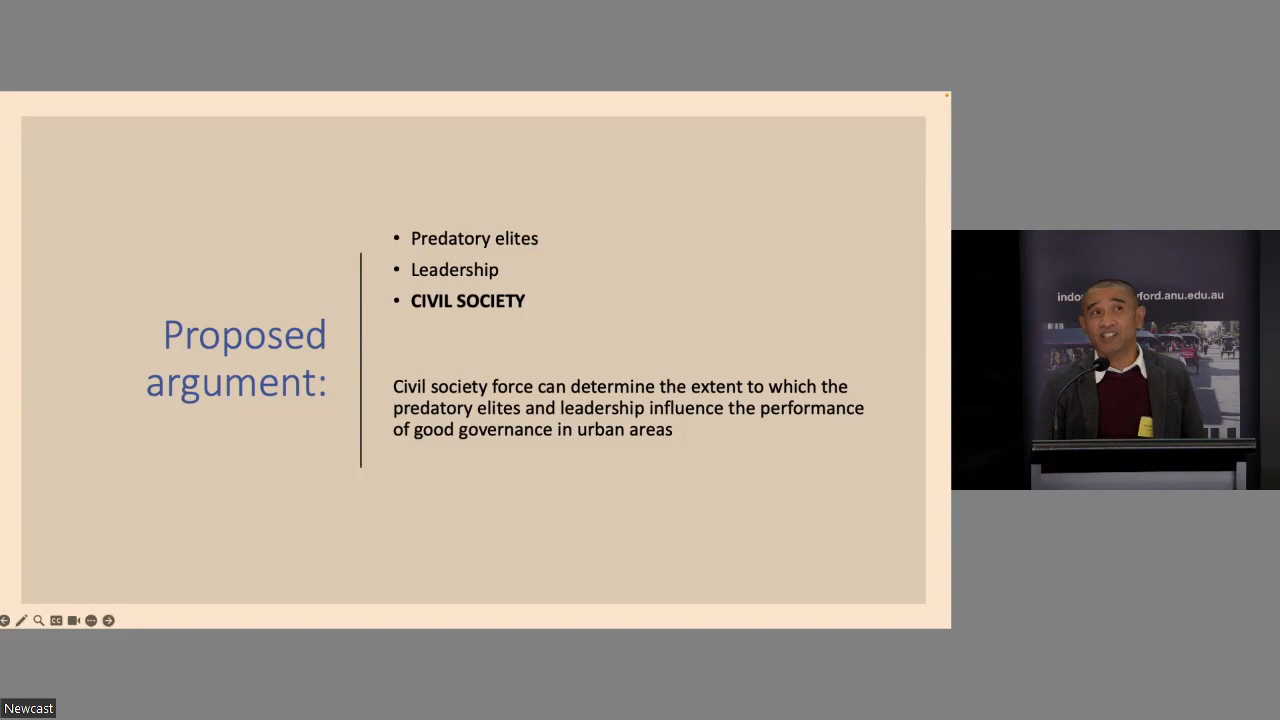 Proposed
argument:
• Predatory elites
• Leadership
• CIVIL SOCIETY
Civil society force can determine the extent to which the
predatory elites and leadership influence the performance
of good governance in urban areas
yford.anu.edu.au
Newcast